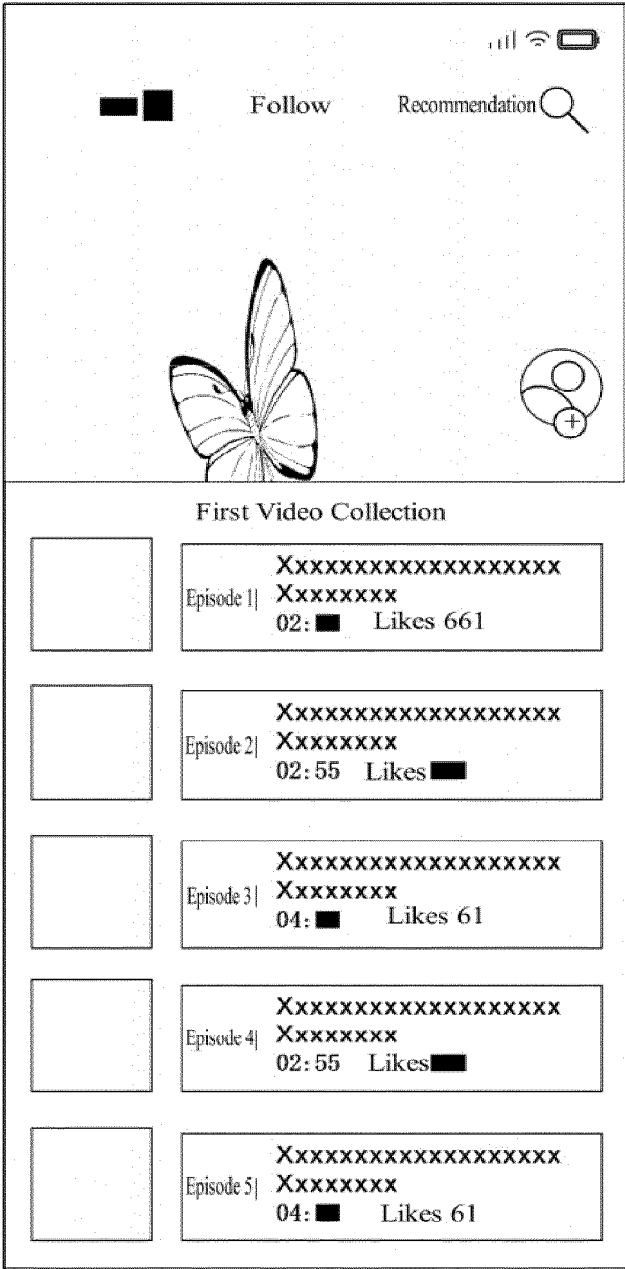 Follow Recommendation
First Video Collection
Episode 1|
Xxxxxxxxxxxxxxxxxxx
Xxxxxxxx
02: Likes 661
Episode 2|
Xxxxxxxxxxxxxxxxxxx
Xxxxxxxx
02:55 Likes
Episode 3|
Xxxxxxxxxxxxxxxxxxx
Xxxxxxxx
04: Likes 61
Episode 4|
Xxxxxxxxxxxxxxxxxxx
Xxxxxxxx
02:55 Likes
Episode 5|
Xxxxxxxxxxxxxxxxxxx
Xxxxxxxx
04: Likes 61